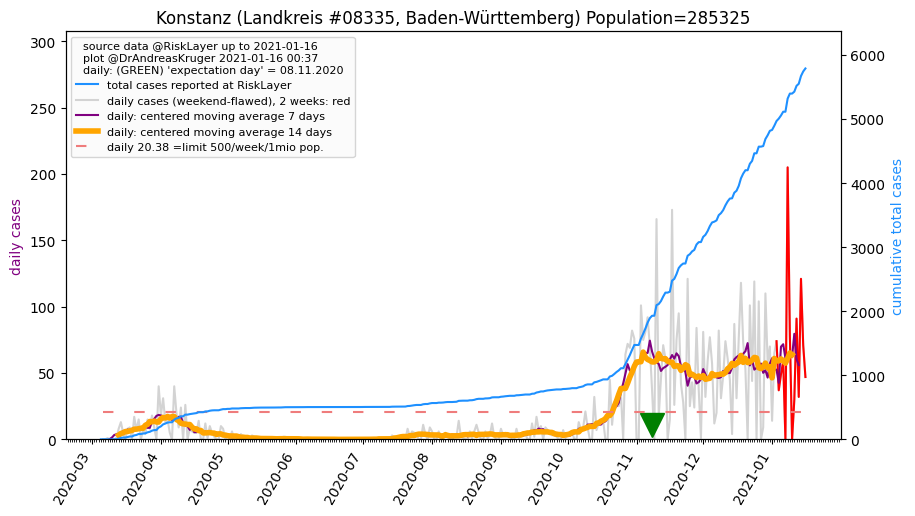 Konstanz (Landkreis #08335, Baden-Württemberg) Population=285325
source data @RiskLayer up to 2021-01-16
plot @DrAndreasKruger 2021-01-16 00:37
daily: (GREEN) 'expectation day' = 08.11.2020
total cases reported at RiskLayer
daily cases (weekend-flawed), 2 weeks: red
daily: centered moving average 7 days
daily: centered moving average 14 days
daily 20.38 =limit 500/week/1mio pop.
daily cases
300
250
200
150
100
50
0
cumulative total cases
6000
5000
4000
3000
2000
1000
0
2020-03
2020-04
2020-05
2020-06
2020-07
2020-08
2020-09
2020-10
2020-11
2020-12
2021-01